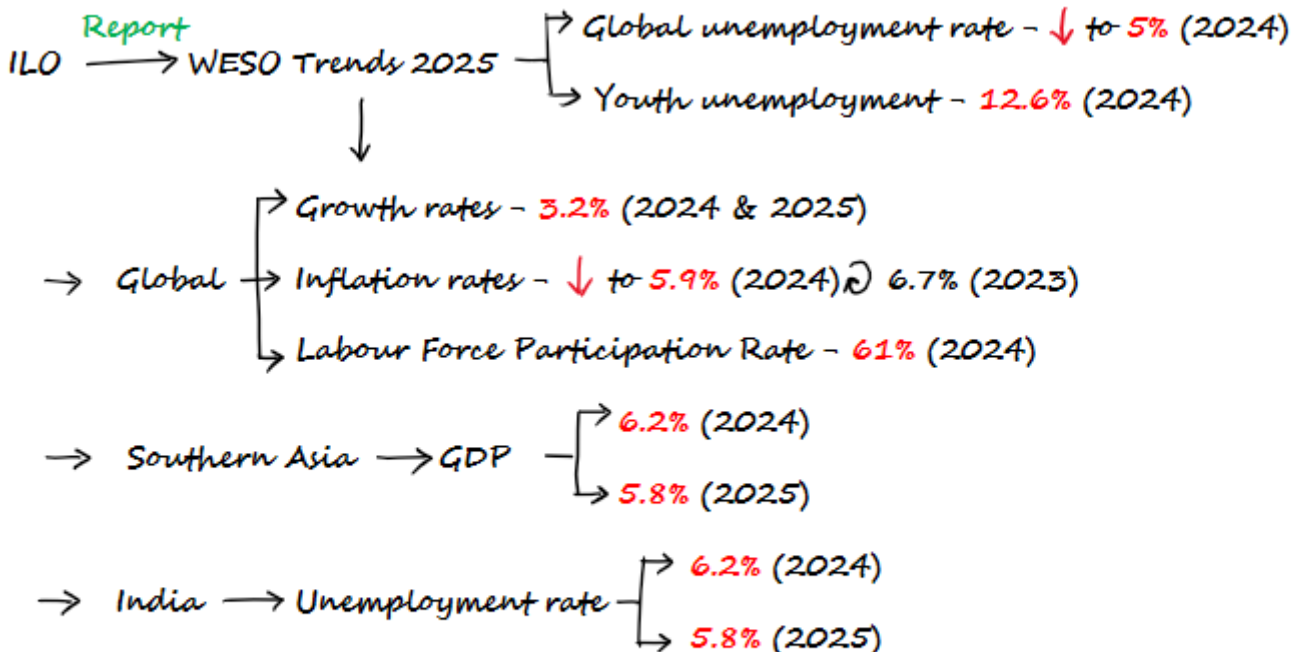 Report
ILO → WESO Trends 2025
Global unemployment rate - ↓ to 5% (2024)
Youth unemployment - 12.6% (2024)
→ Global
Growth rates - 3.2% (2024 & 2025)
Inflation rates - ↓ to 5.9% (2024) 6.7% (2023)
Labour Force Participation Rate - 61% (2024)
→ Southern Asia → GDP
6.2% (2024)
5.8% (2025)
→ India → Unemployment rate
6.2% (2024)
5.8% (2025)